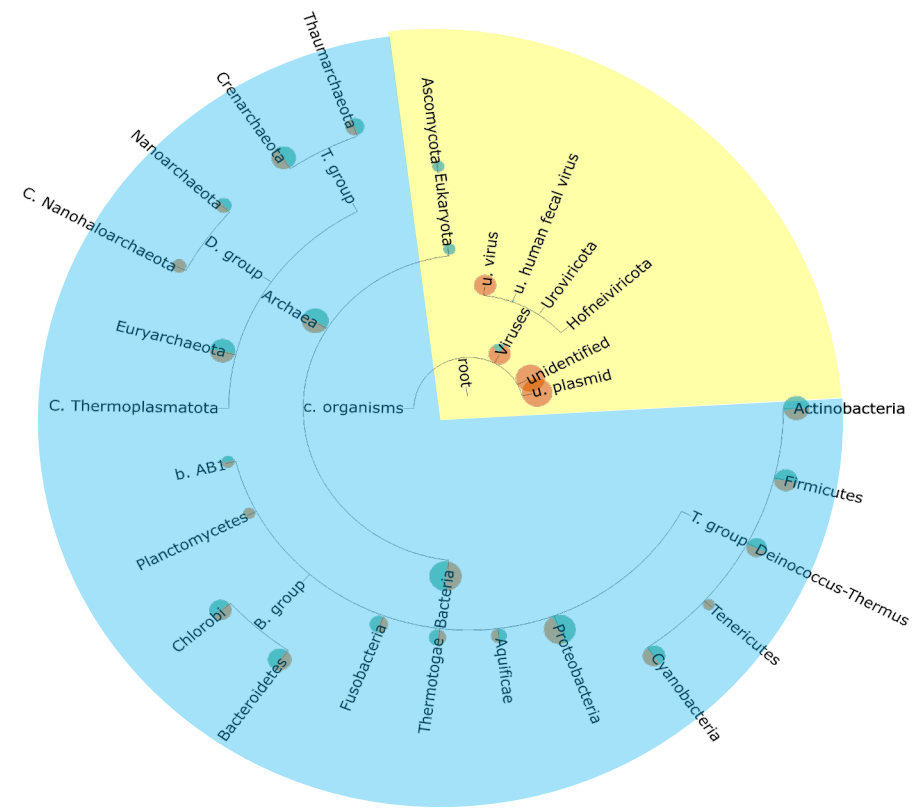 Thaumarchaeota
Crenarchaeota
T. group
Nanoarchaeota
C. Nanohaloarchaeota
D. group
Archaea
Euryarchaeota
C. Thermoplasmatota
Ascomycota
Eukaryota
u. virus
u. human fecal virus
Uroviricota
Hofneiviricota
Viruses
unidentified
u. plasmid
root
c. organisms
Actinobacteria
Firmicutes
T. group
Deinococcus-Thermus
Tenericutes
Cyanobacteria
b. AB1
Planctomycetes
B. group
Chlorobi
Bacteroidetes
Fusobacteria
Bacteria
Thermotogae
Aquificae
Proteobacteria